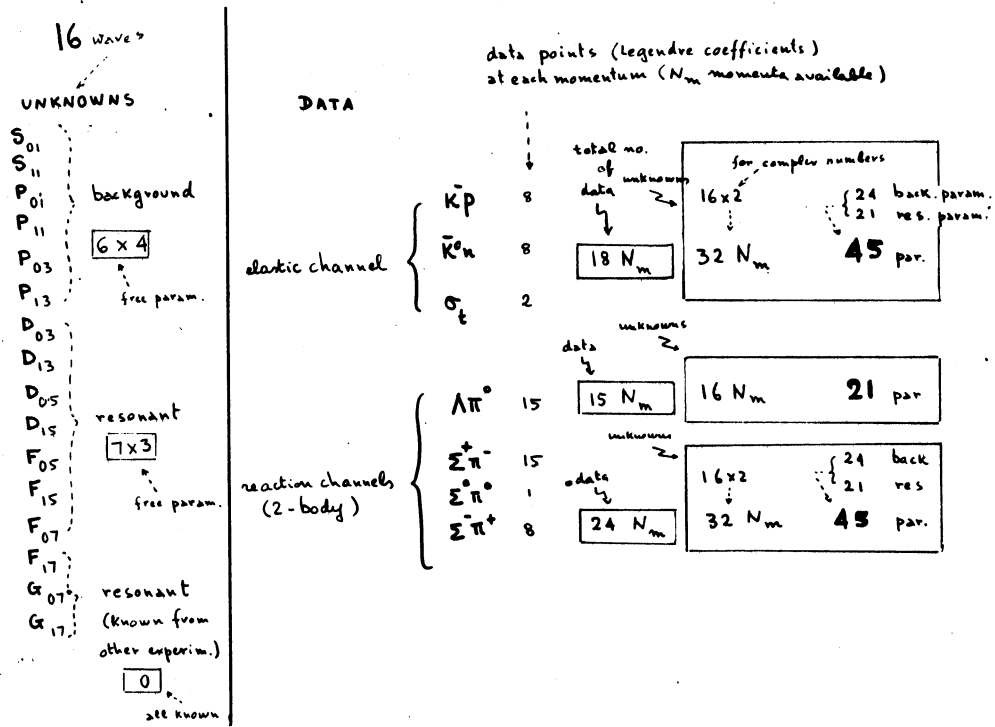 16 waves
UNKNOWNS
S01
S11
P01
P11
P03
P13
background
6 x 4
free param.
D03
D13
D05
D15
F05
F15
F07
resonant
7x3
free param.
F17
G07
G17
resonant
(known from
other experim.)
0
all known
DATA
data points (Legendre coefficients)
at each momentum (Nm momenta available)
elastic channel
K̄p 8
K̄°n 8
σt 2
total no.
of
data
18 Nm
unknowns
for complex numbers
16x2
32 Nm
24 back. param.
21 res. param.
45 par.
reaction channels
(2-body)
Λπ° 15
data
15 Nm
unknowns
16 Nm 21 par
Σ⁺π⁻ 15
Σ°π° 1
Σ⁻π⁺ 8
data
24 Nm
unknowns
16x2
32 Nm
24 back
21 res
45 par.